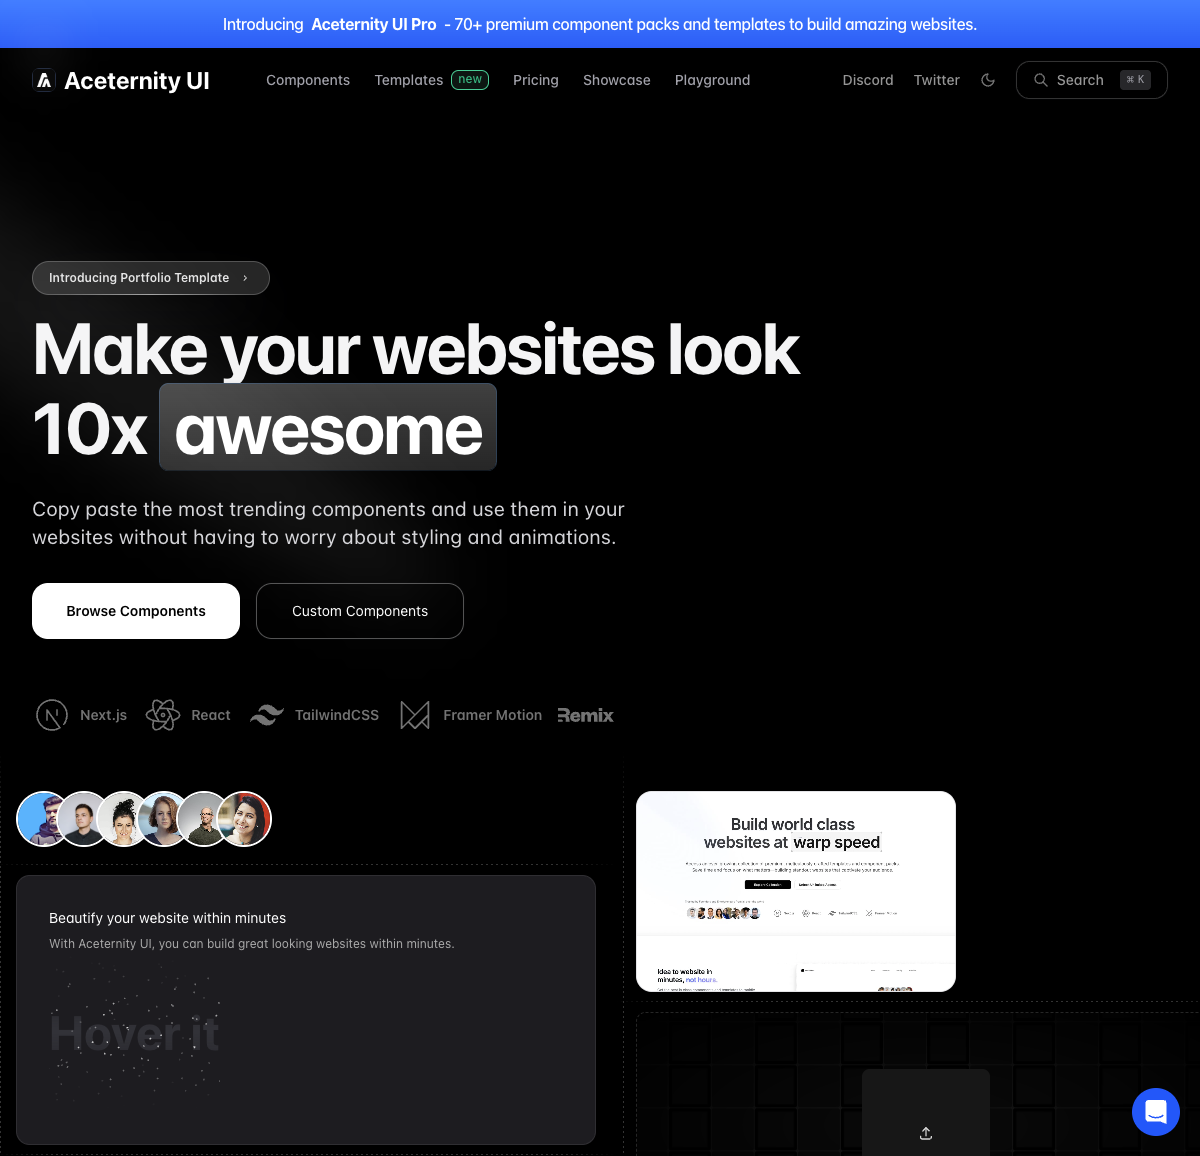 Introducing Aceternity UI Pro - 70+ premium component packs and templates to build amazing websites.
Aceternity UI
Components
Templates
new
Pricing
Showcase
Playground
Discord
Twitter
Search
⌘ K
Introducing Portfolio Template
Make your websites look
10x awesome
Copy paste the most trending components and use them in your
websites without having to worry about styling and animations.
Browse Components
Custom Components
Next.js
React
TailwindCSS
Framer Motion
Remix
Build world class
websites at warp speed
Idea to website in
minutes, not hours.
Beautify your website within minutes
With Aceternity UI, you can build great looking websites within minutes.
Hover it